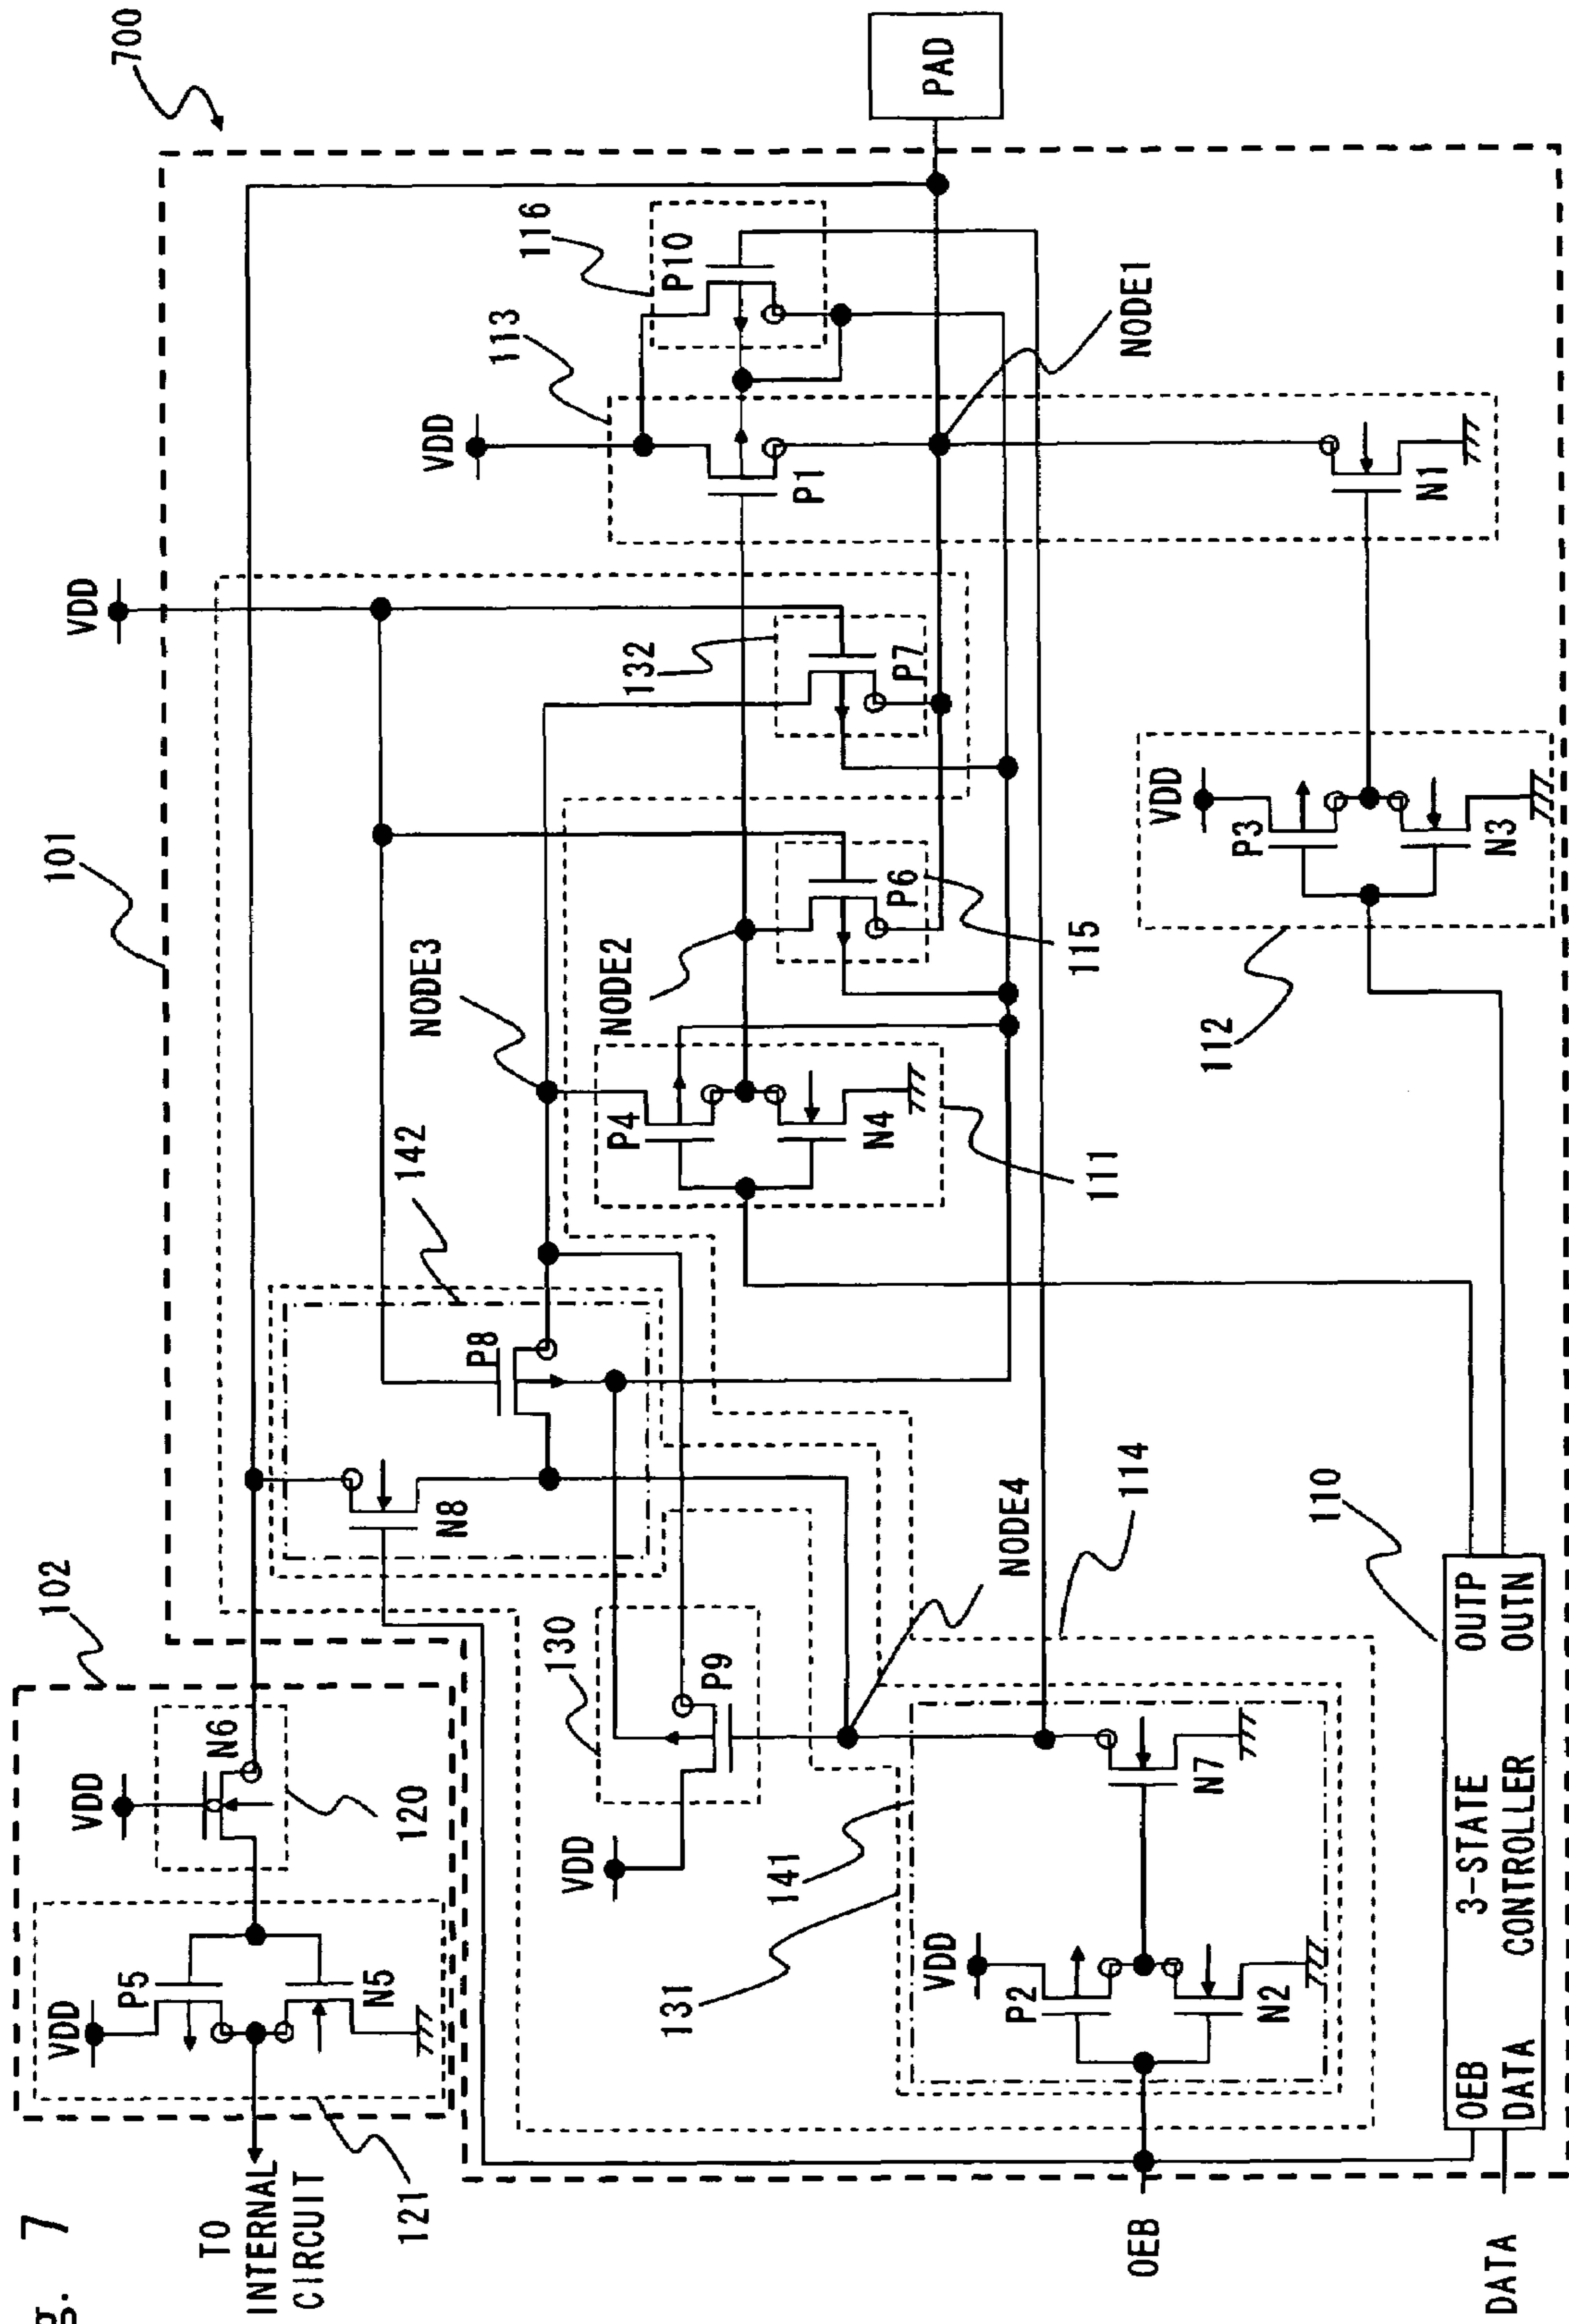 g. 7
700
101
102
VDD
PAD
116
P10
113
VDD
P1
NODE1
N1
132
P7
NODE3
NODE2
P6
115
142
P4
N4
111
P8
N8
VDD
P3
N3
112
N6
VDD
120
130
P9
VDD
NODE4
114
110
VDD
P5
N5
121
TO
INTERNAL
CIRCUIT
141
131
VDD
P2
N2
N7
OEB
DATA
OEB
DATA
3-STATE
CONTROLLER
OUTP
OUTN